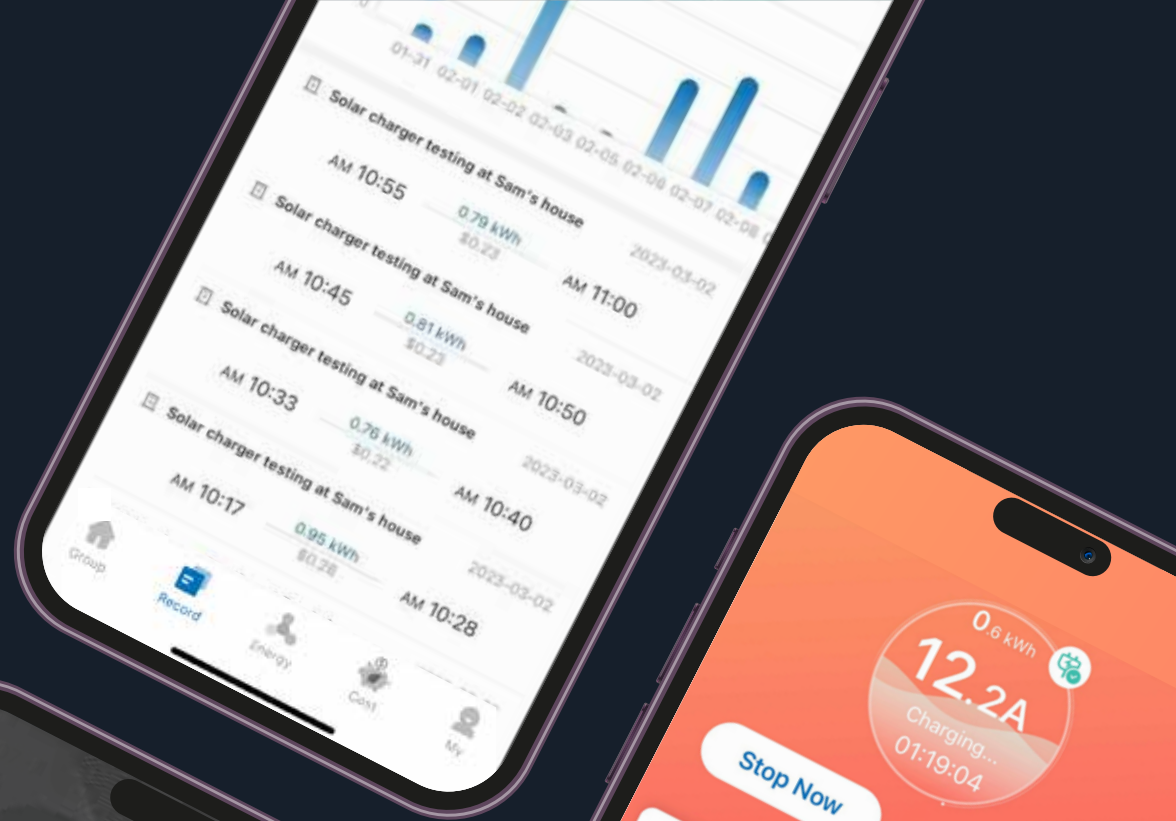 0
01-31 02-01 02-02 02-03 02-05 02-06 02-07 02-08
Solar charger testing at Sam's house
2023-03-02
AM 10:55
0.79 kWh
$0.23
AM 11:00
Solar charger testing at Sam's house
2023-03-02
AM 10:45
0.81 kWh
$0.23
AM 10:50
Solar charger testing at Sam's house
2023-03-02
AM 10:33
0.76 kWh
$0.22
AM 10:40
Solar charger testing at Sam's house
2023-03-02
AM 10:17
0.95 kWh
$0.28
AM 10:28
Group
Record
Energy
Cost
My
0.6 kWh
12.2A
Charging...
01:19:04
Stop Now